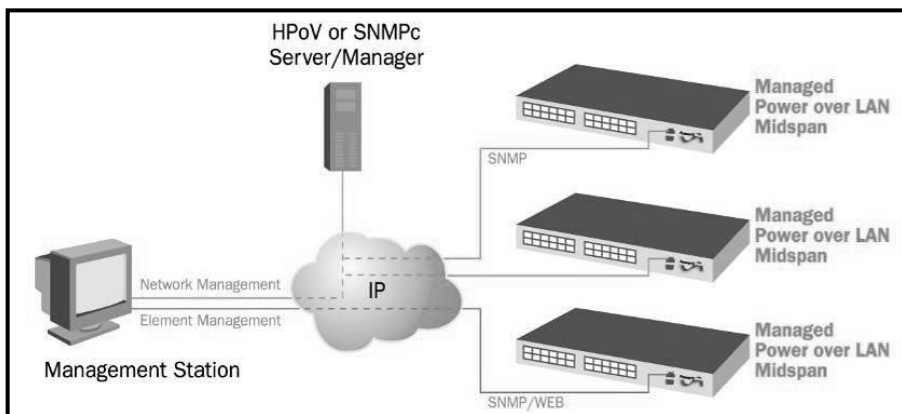 HPoV or SNMPc
Server/Manager
Managed
Power over LAN
Midspan
SNMP
Managed
Power over LAN
Midspan
Network Management
IP
Element Management
Managed
Power over LAN
Midspan
Management Station
SNMP/WEB